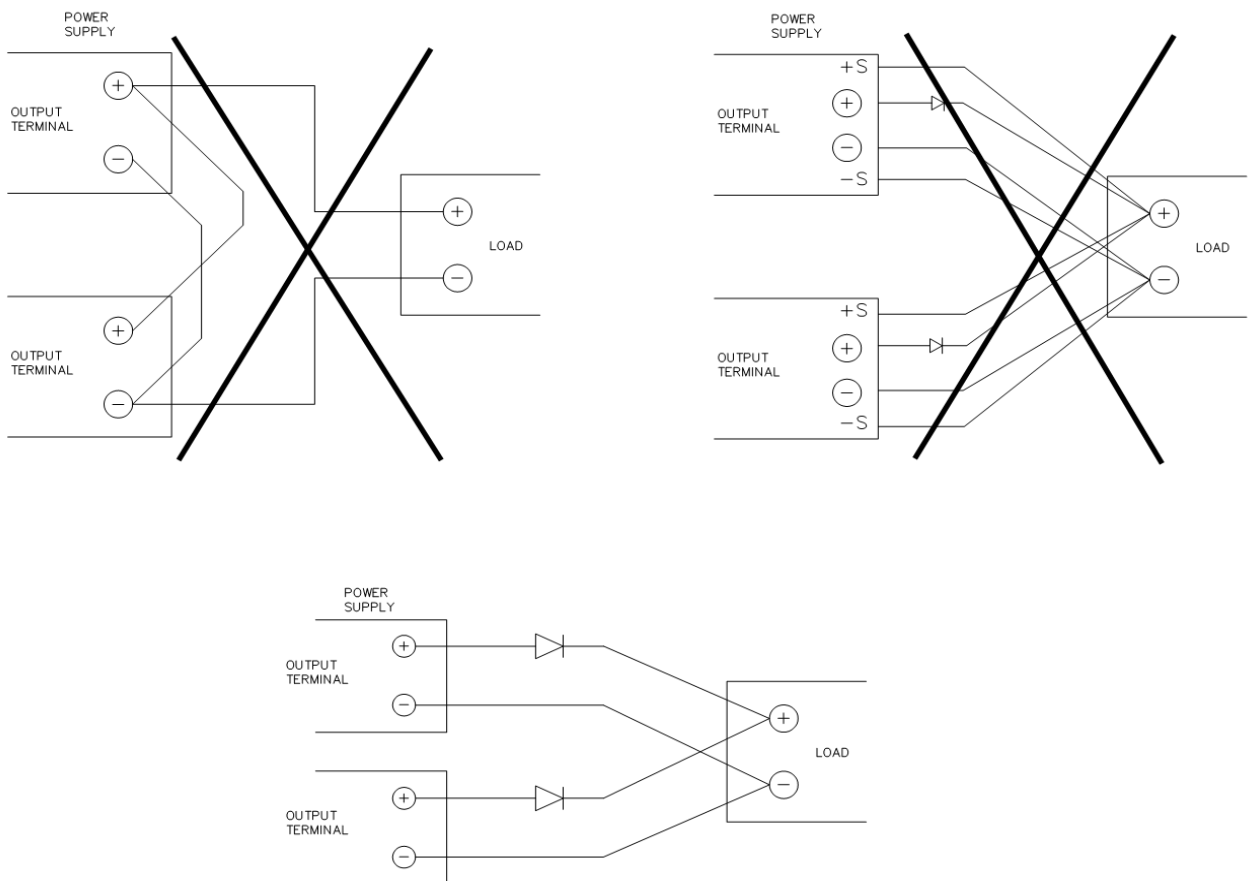 POWER
SUPPLY
+
OUTPUT
TERMINAL
−
+
OUTPUT
TERMINAL
−
+
LOAD
−
POWER
SUPPLY
+S
+
OUTPUT
TERMINAL
−
−S
+S
+
OUTPUT
TERMINAL
−
−S
+
LOAD
−
POWER
SUPPLY
+
OUTPUT
TERMINAL
−
+
OUTPUT
TERMINAL
−
+
LOAD
−